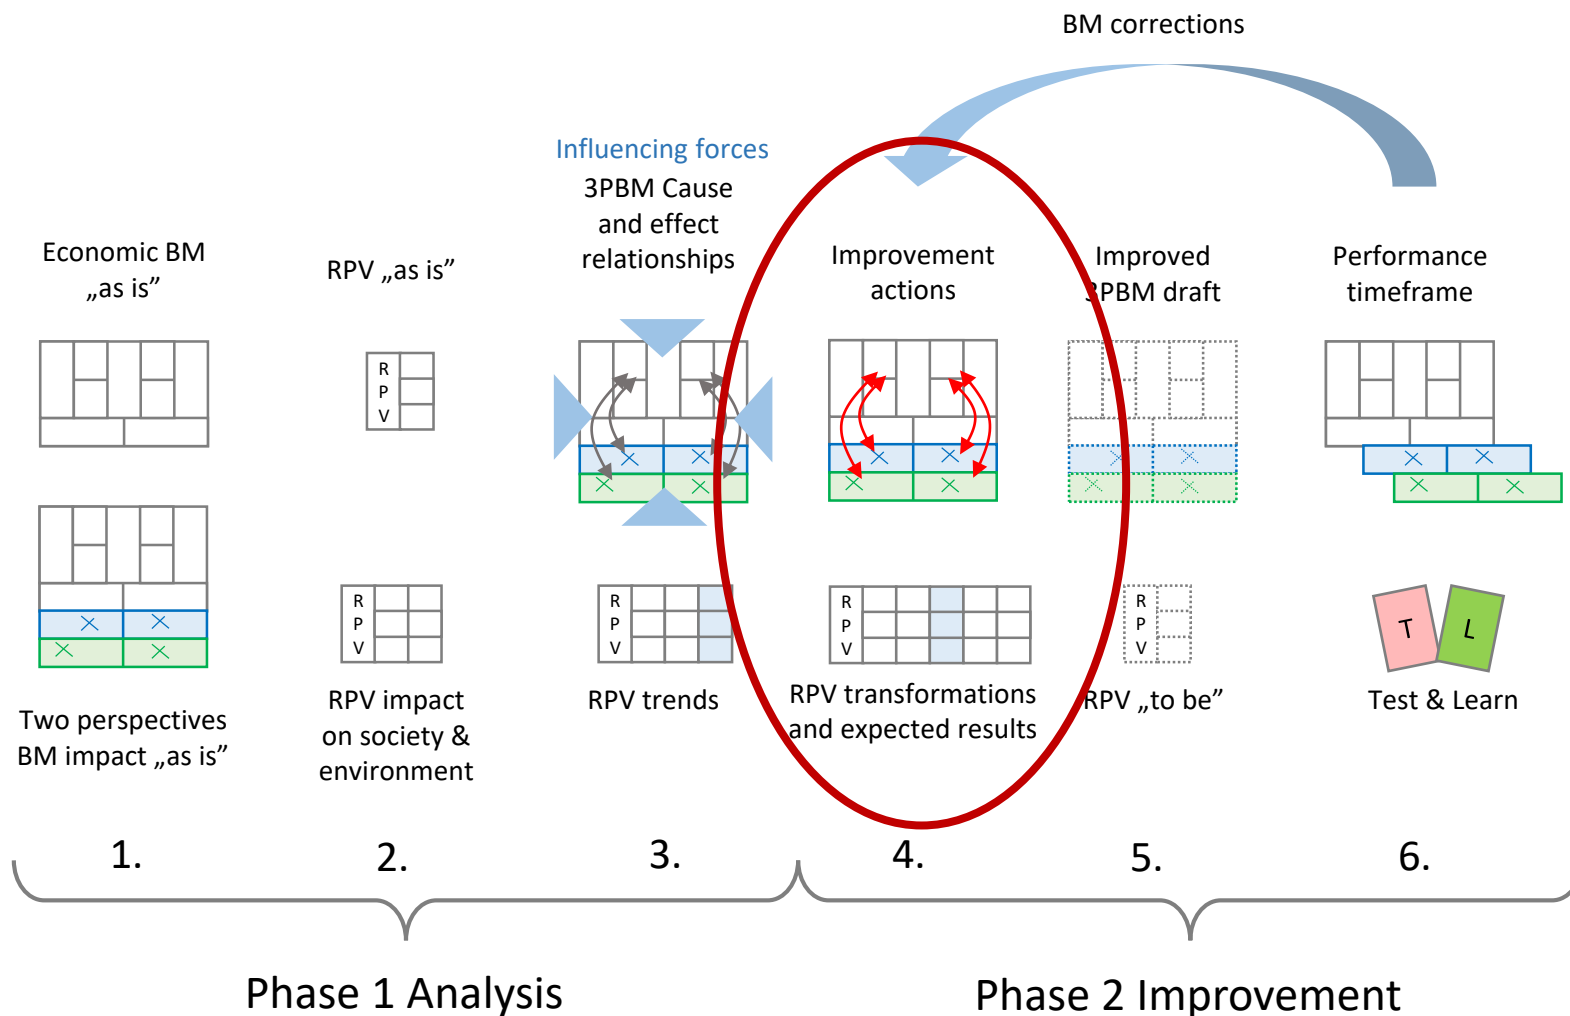 BM corrections
Influencing forces
3PBM Cause
and effect
relationships
Economic BM
„as is”
RPV „as is”
Improvement
actions
Improved
3PBM draft
Performance
timeframe
R
P
V
R
P
V
R
P
V
R
P
V
R
P
V
T
L
Two perspectives
BM impact „as is”
RPV impact
on society &
environment
RPV trends
RPV transformations
and expected results
RPV „to be”
Test & Learn
1.
2.
3.
4.
5.
6.
Phase 1 Analysis
Phase 2 Improvement